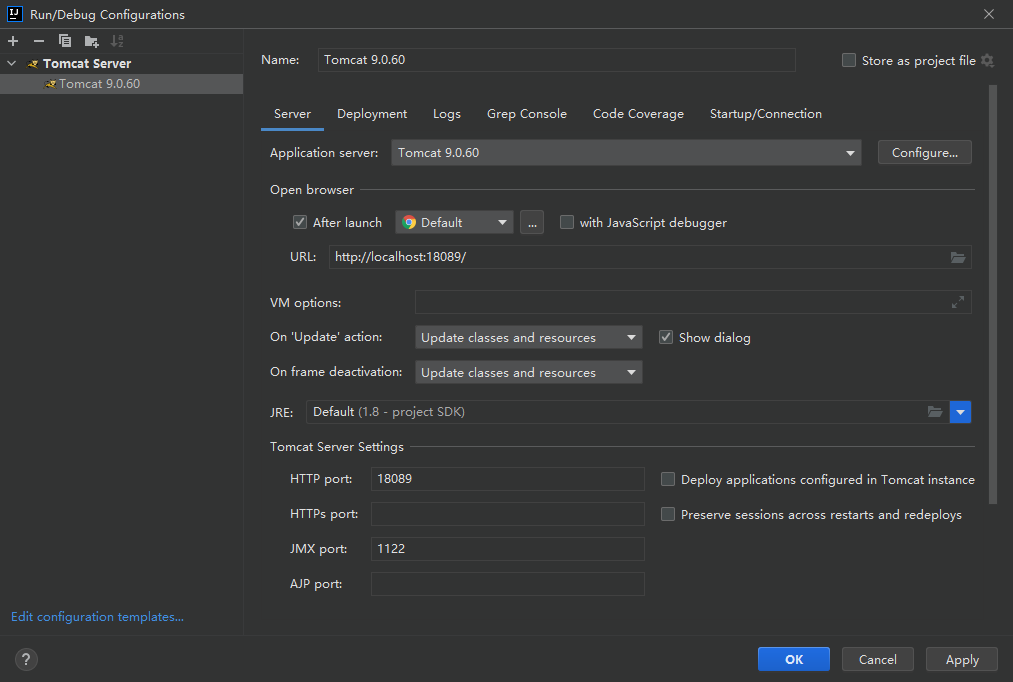 IJ Run/Debug Configurations
Tomcat Server
Tomcat 9.0.60
Name: Tomcat 9.0.60 Store as project file
Server Deployment Logs Grep Console Code Coverage Startup/Connection
Application server: Tomcat 9.0.60 Configure...
Open browser
After launch Default ... with JavaScript debugger
URL: http://localhost:18089/
VM options:
On 'Update' action: Update classes and resources Show dialog
On frame deactivation: Update classes and resources
JRE: Default (1.8 - project SDK)
Tomcat Server Settings
HTTP port: 18089 Deploy applications configured in Tomcat instance
HTTPs port: Preserve sessions across restarts and redeploys
JMX port: 1122
AJP port:
Edit configuration templates...
? OK Cancel Apply